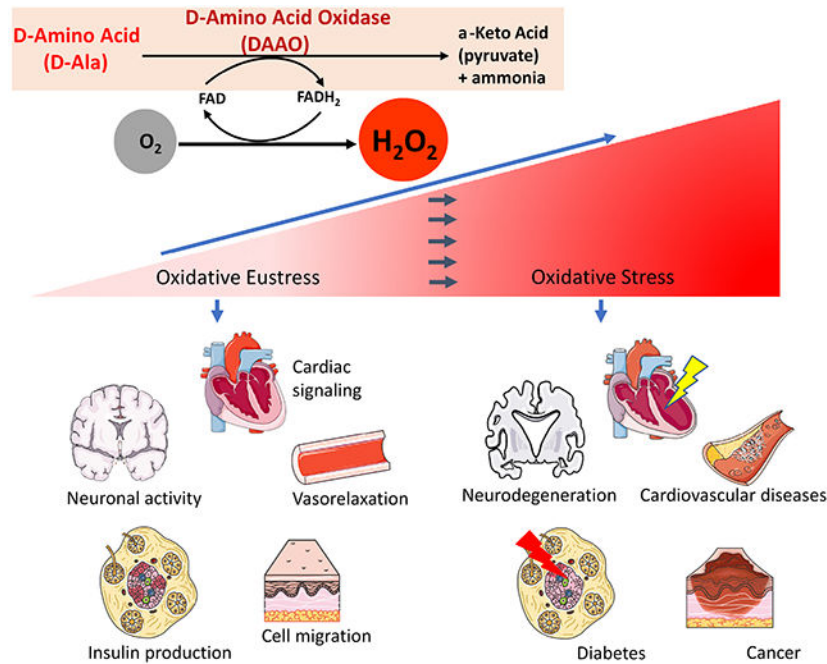 D-Amino Acid Oxidase
(DAAO)
D-Amino Acid
(D-Ala)
a-Keto Acid
(pyruvate)
+ ammonia
FAD
FADH₂
O₂
H₂O₂
Oxidative Eustress
Oxidative Stress
Cardiac
signaling
Neuronal activity
Vasorelaxation
Neurodegeneration
Cardiovascular diseases
Insulin production
Cell migration
Diabetes
Cancer